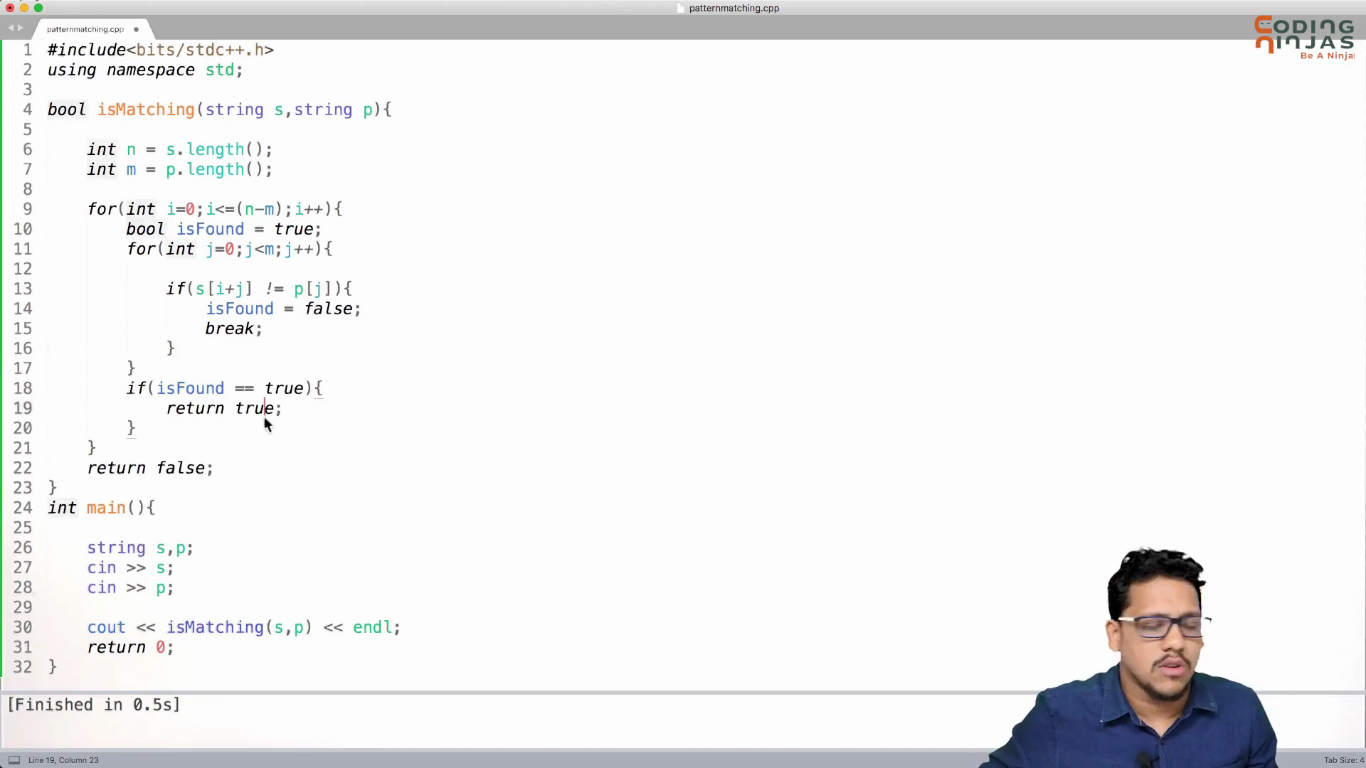 patternmatching.cpp
patternmatching.cpp
CODING
NINJAS
Be A Ninja!
1 #include<bits/stdc++.h>
2 using namespace std;
3
4 bool isMatching(string s,string p){
5
6 int n = s.length();
7 int m = p.length();
8
9 for(int i=0;i<=(n-m);i++){
10 bool isFound = true;
11 for(int j=0;j<m;j++){
12
13 if(s[i+j] != p[j]){
14 isFound = false;
15 break;
16 }
17 }
18 if(isFound == true){
19 return true;
20 }
21 }
22 return false;
23 }
24 int main(){
25
26 string s,p;
27 cin >> s;
28 cin >> p;
29
30 cout << isMatching(s,p) << endl;
31 return 0;
32 }
[Finished in 0.5s]
Line 19, Column 23
Tab Size: 4